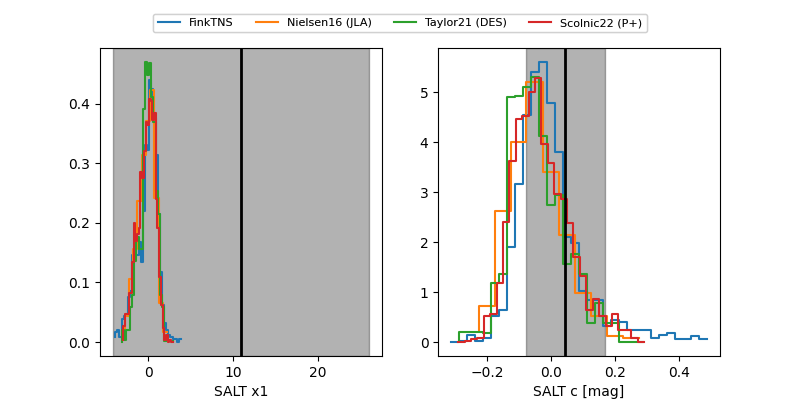 FinkTNS Nielsen16 (JLA) Taylor21 (DES) Scolnic22 (P+)
0.4
0.3
0.2
0.1
0.0
0 10 20
SALT x1
5
4
3
2
1
0
−0.2 0.0 0.2 0.4
SALT c [mag]